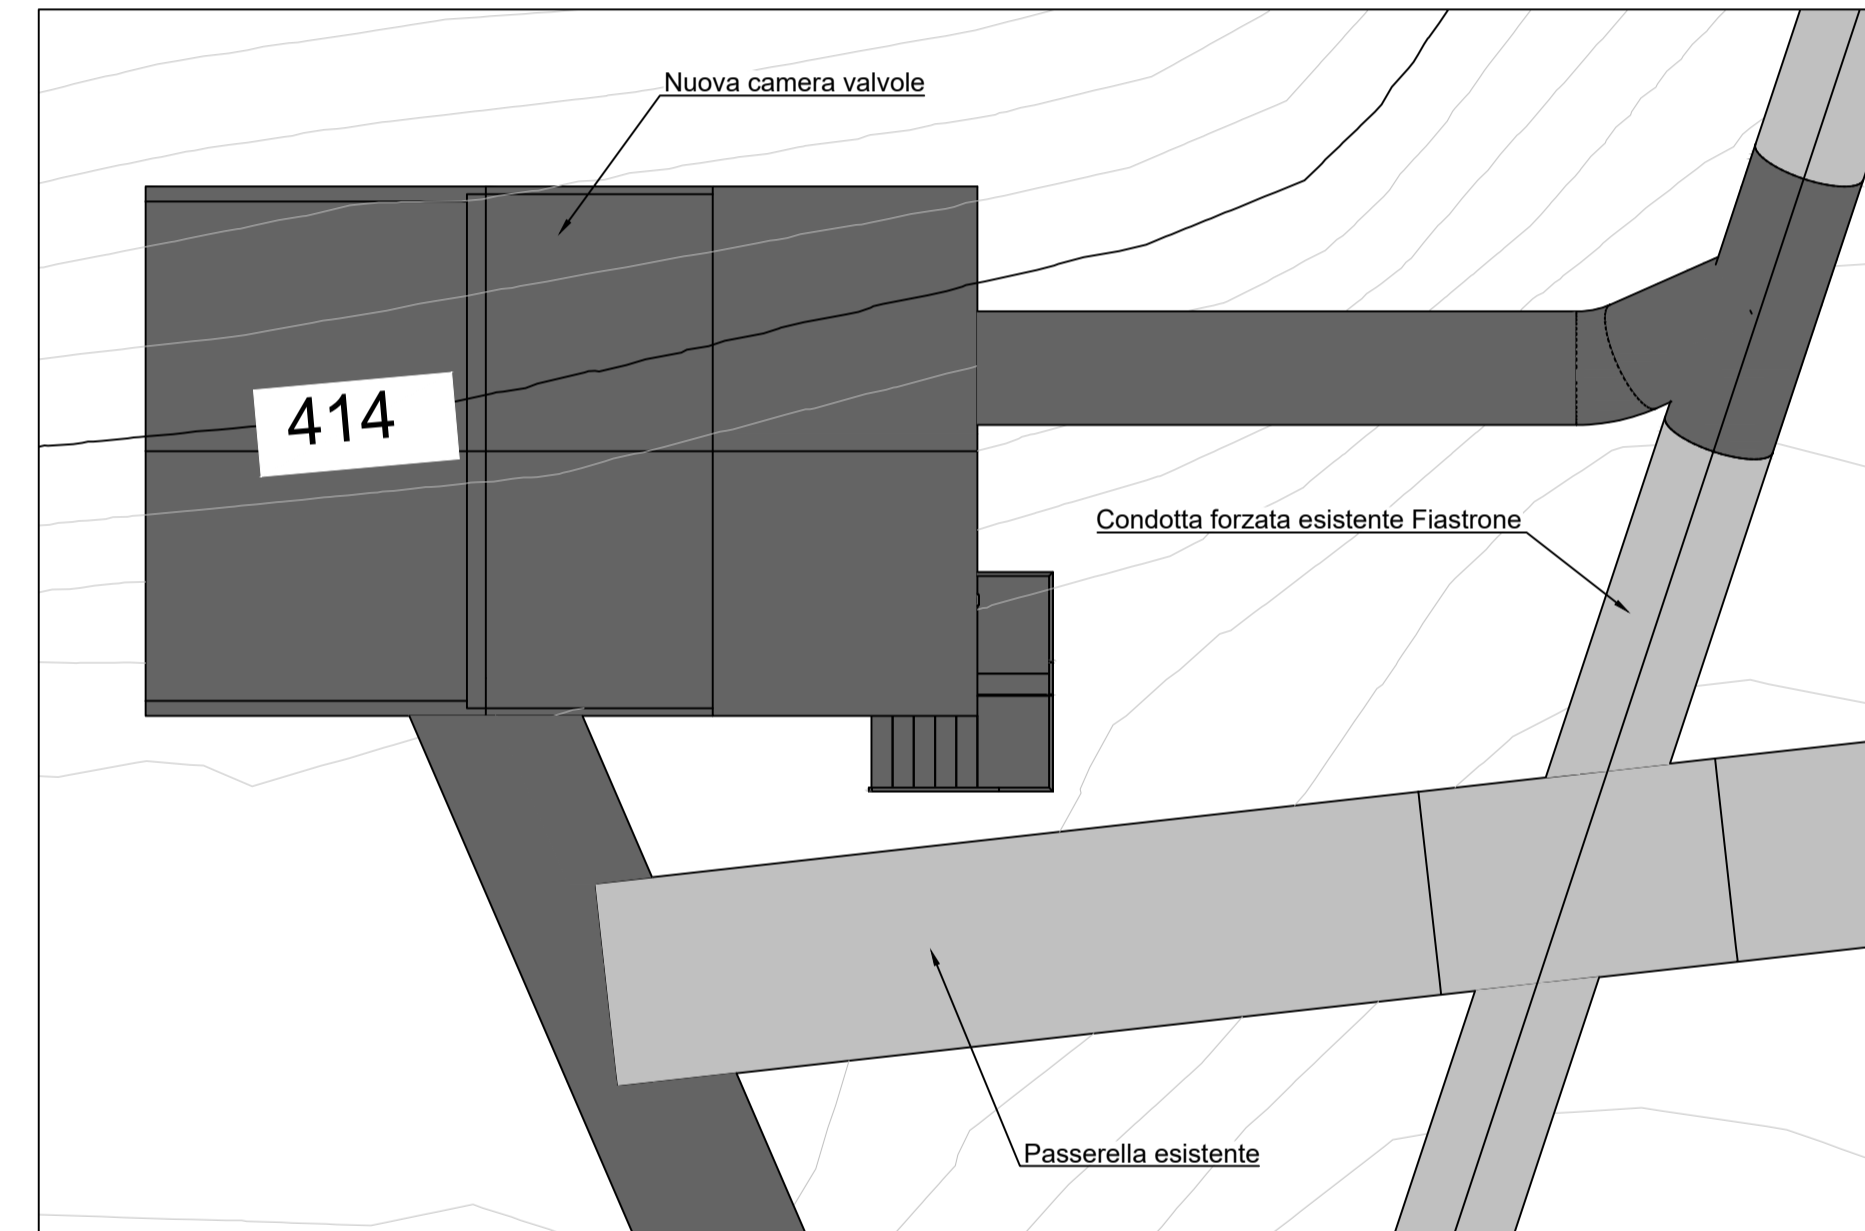 Nuova camera valvole
414
Condotta forzata esistente Fiastrone
Passerella esistente